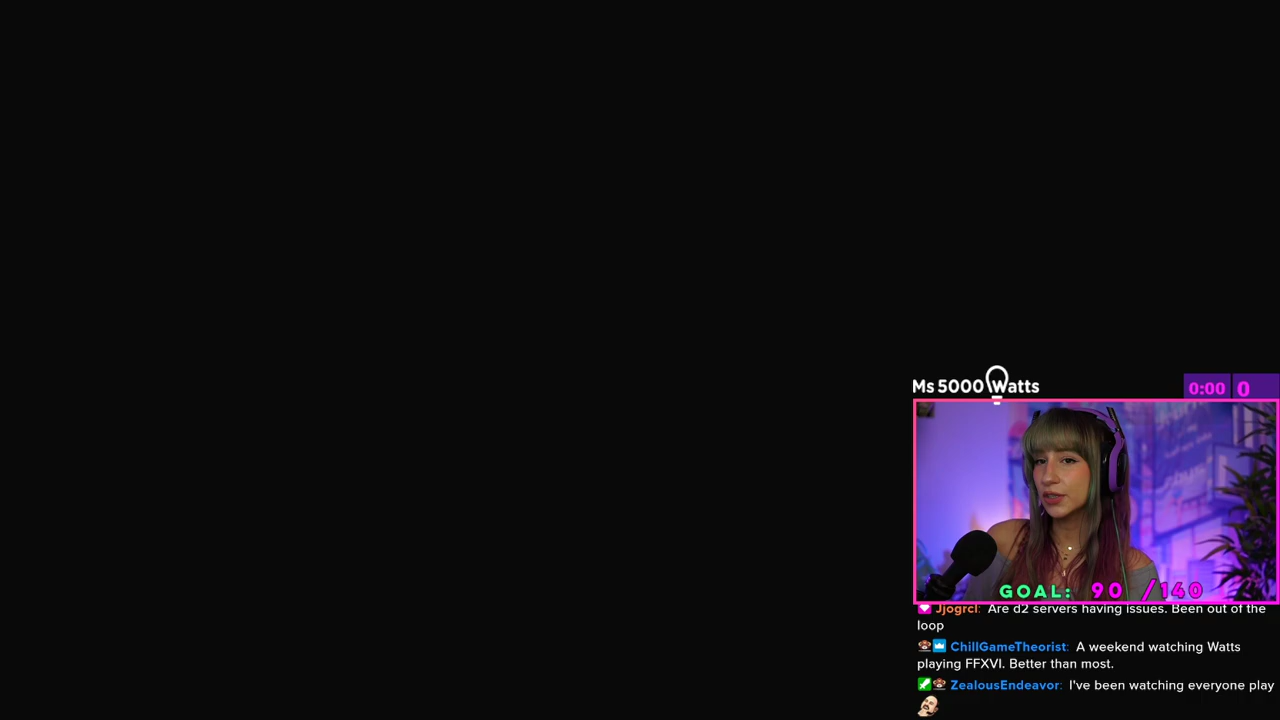 Ms 5000 Watts
0:00 0
GOAL: 90 /140
Jjogrcl: Are d2 servers having issues. Been out of the
loop
ChillGameTheorist: A weekend watching Watts
playing FFXVI. Better than most.
ZealousEndeavor: I've been watching everyone play